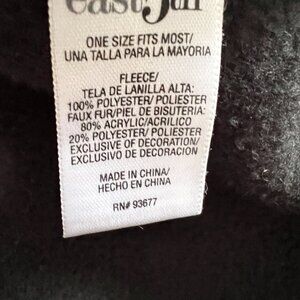 east 5th
ONE SIZE FITS MOST/
UNA TALLA PARA LA MAYORIA
FLEECE/
TELA DE LANILLA ALTA:
100% POLYESTER/ POLIESTER
FAUX FUR/PIEL DE BISUTERIA:
80% ACRYLIC/ACRILICO
20% POLYESTER/ POLIESTER
EXCLUSIVE OF DECORATION/
EXCLUSIVO DE DECORACION
MADE IN CHINA/
HECHO EN CHINA
RN# 93677